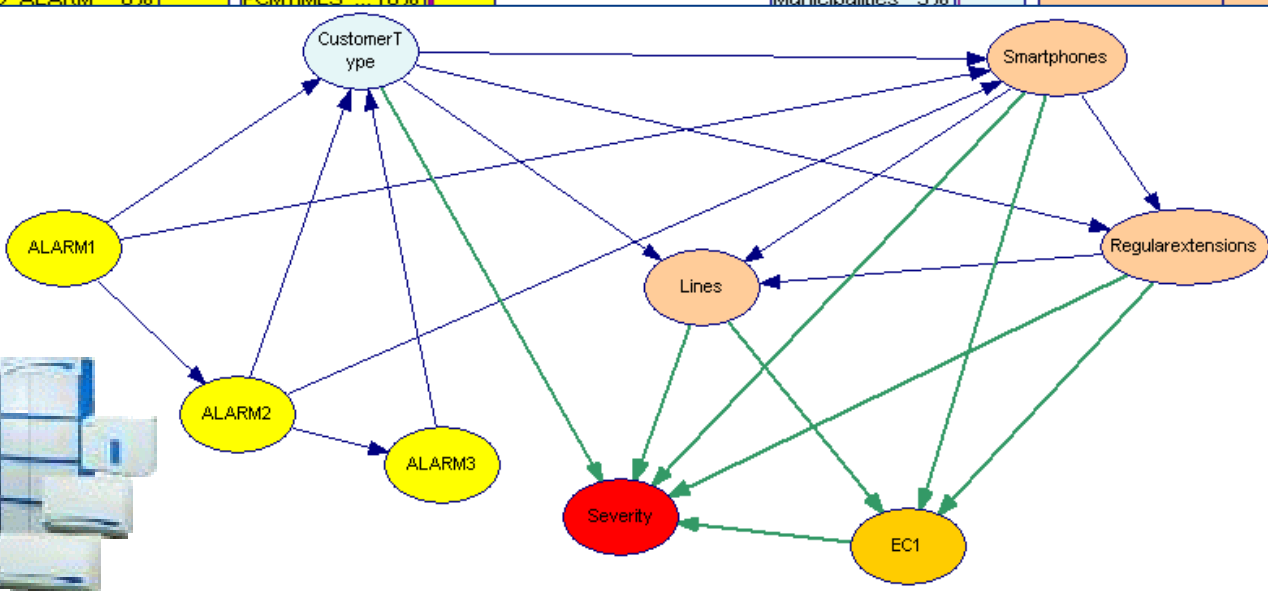 CustomerT
ype
Smartphones
ALARM1
Regularextensions
Lines
ALARM2
ALARM3
Severity
EC1